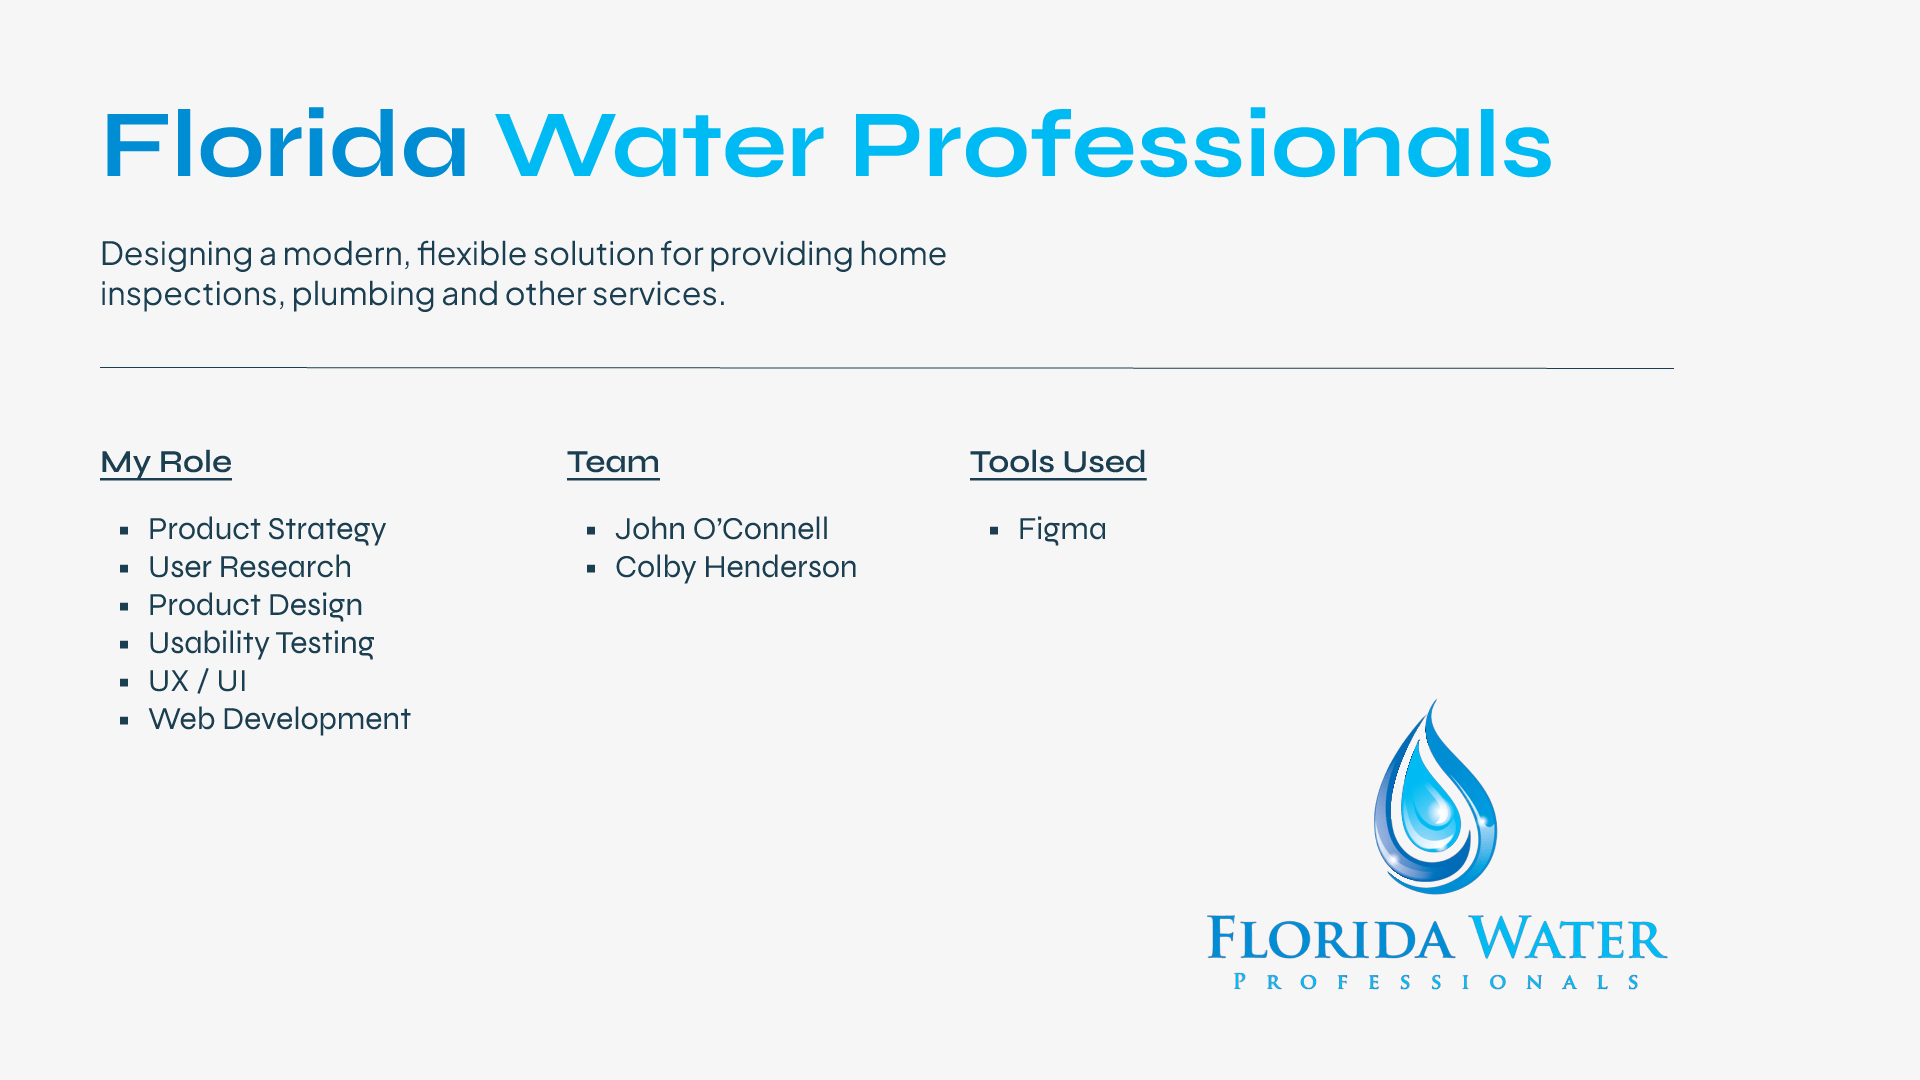 Florida Water Professionals
Designing a modern, flexible solution for providing home
inspections, plumbing and other services.
My Role
▪ Product Strategy
▪ User Research
▪ Product Design
▪ Usability Testing
▪ UX / UI
▪ Web Development
Team
▪ John O’Connell
▪ Colby Henderson
Tools Used
▪ Figma
FLORIDA WATER
PROFESSIONALS